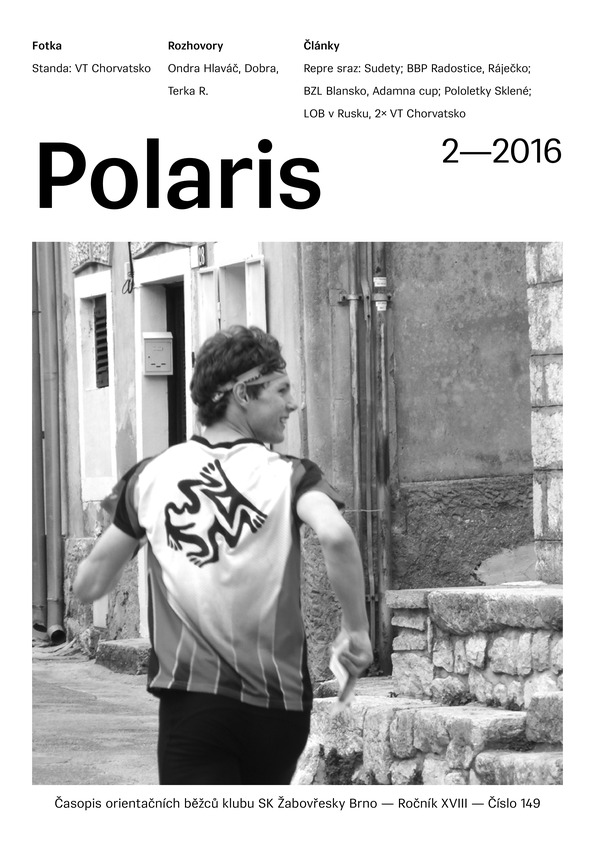 Fotka
Standa: VT Chorvatsko
Rozhovory
Ondra Hlaváč, Dobra,
Terka R.
Články
Repre sraz: Sudety; BBP Radostice, Ráječko;
BZL Blansko, Adamna cup; Pololetky Sklené;
LOB v Rusku, 2× VT Chorvatsko
Polaris
2—2016
Časopis orientačních běžců klubu SK Žabovřesky Brno — Ročník XVIII — Číslo 149